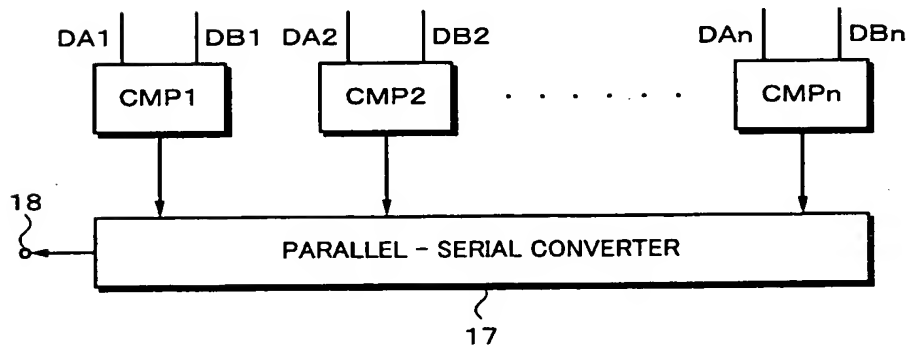 DA1 DB1 DA2 DB2 DAn DBn
CMP1 CMP2 . . . . . . . CMPn
18
PARALLEL – SERIAL CONVERTER
17